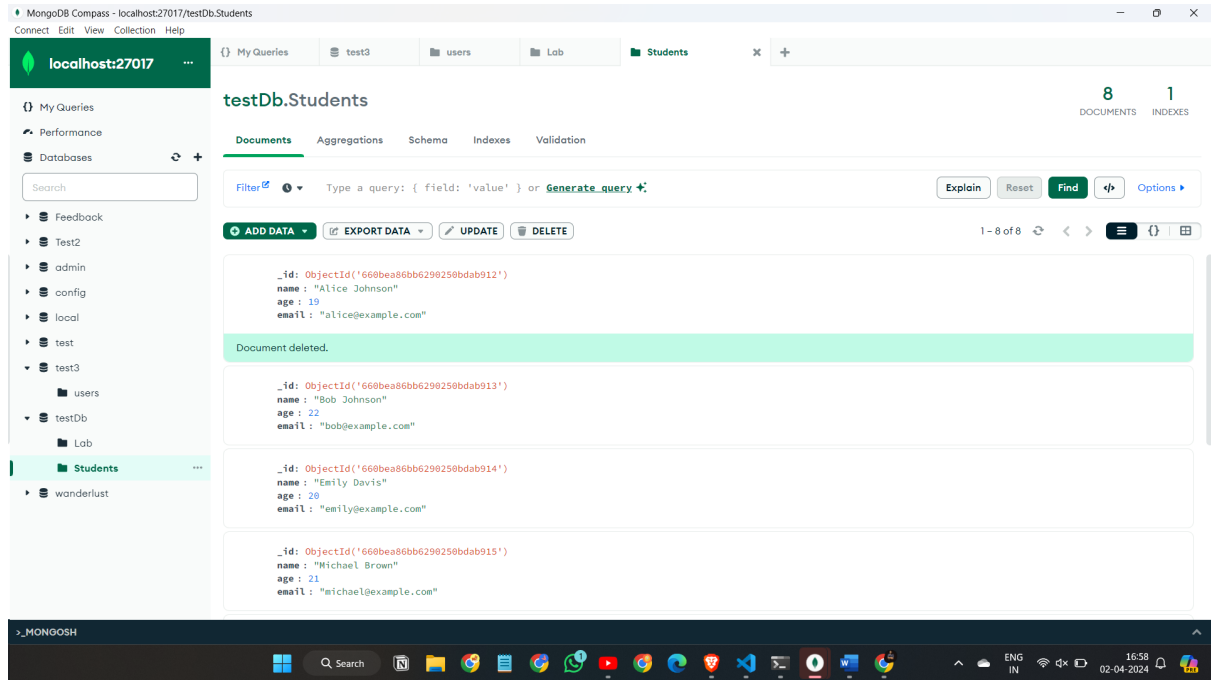 MongoDB Compass - localhost:27017/testDb.Students
Connect Edit View Collection Help
localhost:27017 ...
{} My Queries
test3
users
Lab
Students
{} My Queries
Performance
Databases
Search
Feedback
Test2
admin
config
local
test
test3
users
testDb
Lab
Students ...
wanderlust
testDb.Students
8
DOCUMENTS
1
INDEXES
Documents Aggregations Schema Indexes Validation
Filter Type a query: { field: 'value' } or Generate query
Explain Reset Find </> Options
ADD DATA EXPORT DATA UPDATE DELETE
1 – 8 of 8 {}
_id: ObjectId('660bea86bb6290250bdab912')
name : "Alice Johnson"
age : 19
email : "alice@example.com"
Document deleted.
_id: ObjectId('660bea86bb6290250bdab913')
name : "Bob Johnson"
age : 22
email : "bob@example.com"
_id: ObjectId('660bea86bb6290250bdab914')
name : "Emily Davis"
age : 20
email : "emily@example.com"
_id: ObjectId('660bea86bb6290250bdab915')
name : "Michael Brown"
age : 21
email : "michael@example.com"
>_MONGOSH
Search
1
ENG
IN
16:58
02-04-2024